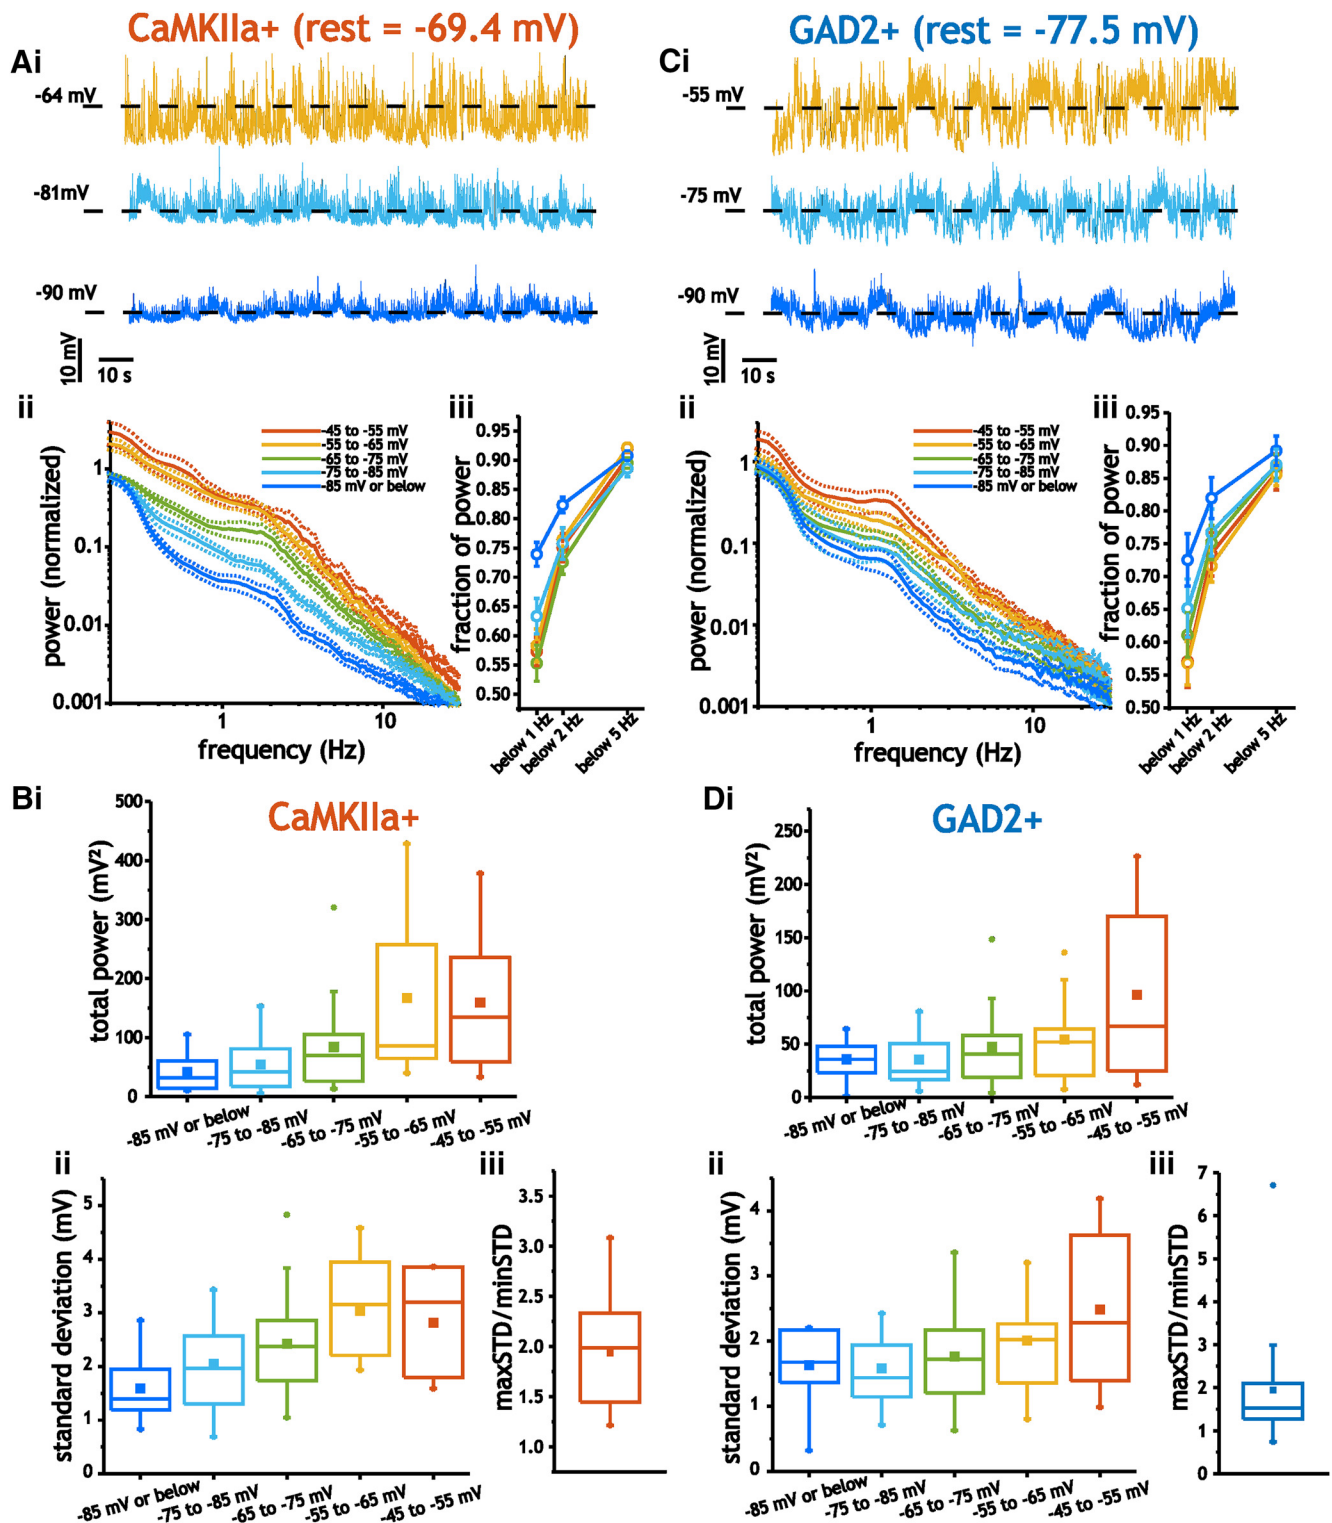 CaMKIIa+ (rest = -69.4 mV)
Ai
-64 mV
-81mV
-90 mV
10 mV
10 s
ii
power (normalized)
1
0.1
0.01
0.001
-45 to -55 mV
-55 to -65 mV
-65 to -75 mV
-75 to -85 mV
-85 mV or below
1
10
frequency (Hz)
iii
fraction of power
0.95
0.90
0.85
0.80
0.75
0.70
0.65
0.60
0.55
0.50
below 1 Hz
below 2 Hz
below 5 Hz
GAD2+ (rest = -77.5 mV)
Ci
-55 mV
-75 mV
-90 mV
10 mV
10 s
ii
power (normalized)
1
0.1
0.01
0.001
-45 to -55 mV
-55 to -65 mV
-65 to -75 mV
-75 to -85 mV
-85 mV or below
1
10
frequency (Hz)
iii
fraction of power
0.95
0.90
0.85
0.80
0.75
0.70
0.65
0.60
0.55
0.50
below 1 Hz
below 2 Hz
below 5 Hz
Bi
CaMKIIa+
total power (mV²)
500
400
300
200
100
0
-85 mV or below
-75 to -85 mV
-65 to -75 mV
-55 to -65 mV
-45 to -55 mV
ii
standard deviation (mV)
5
4
3
2
1
0
-85 mV or below
-75 to -85 mV
-65 to -75 mV
-55 to -65 mV
-45 to -55 mV
iii
maxSTD/minSTD
3.5
3.0
2.5
2.0
1.5
1.0
Di
GAD2+
total power (mV²)
250
200
150
100
50
0
-85 mV or below
-75 to -85 mV
-65 to -75 mV
-55 to -65 mV
-45 to -55 mV
ii
standard deviation (mV)
4
3
2
1
0
-85 mV or below
-75 to -85 mV
-65 to -75 mV
-55 to -65 mV
-45 to -55 mV
iii
maxSTD/minSTD
7
6
5
4
3
2
1
0